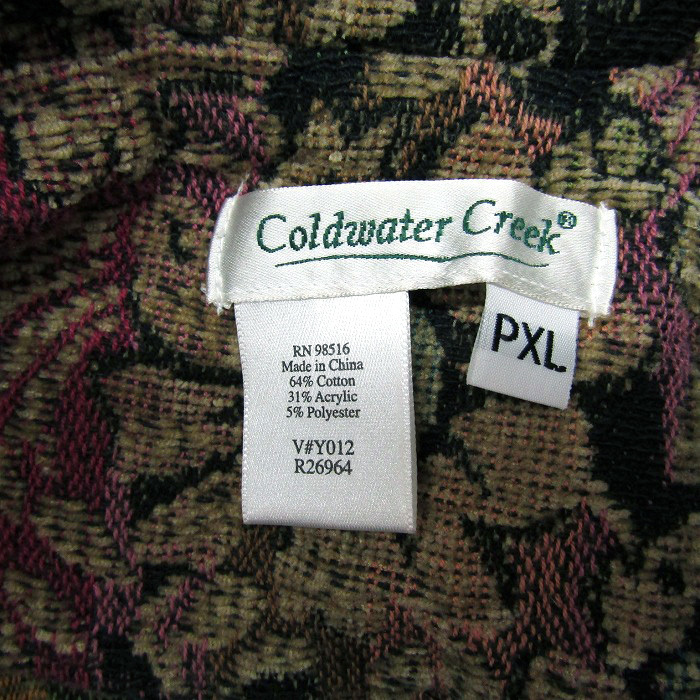 Coldwater Creek®
PXL
RN 98516
Made in China
64% Cotton
31% Acrylic
5% Polyester
V#Y012
R26964